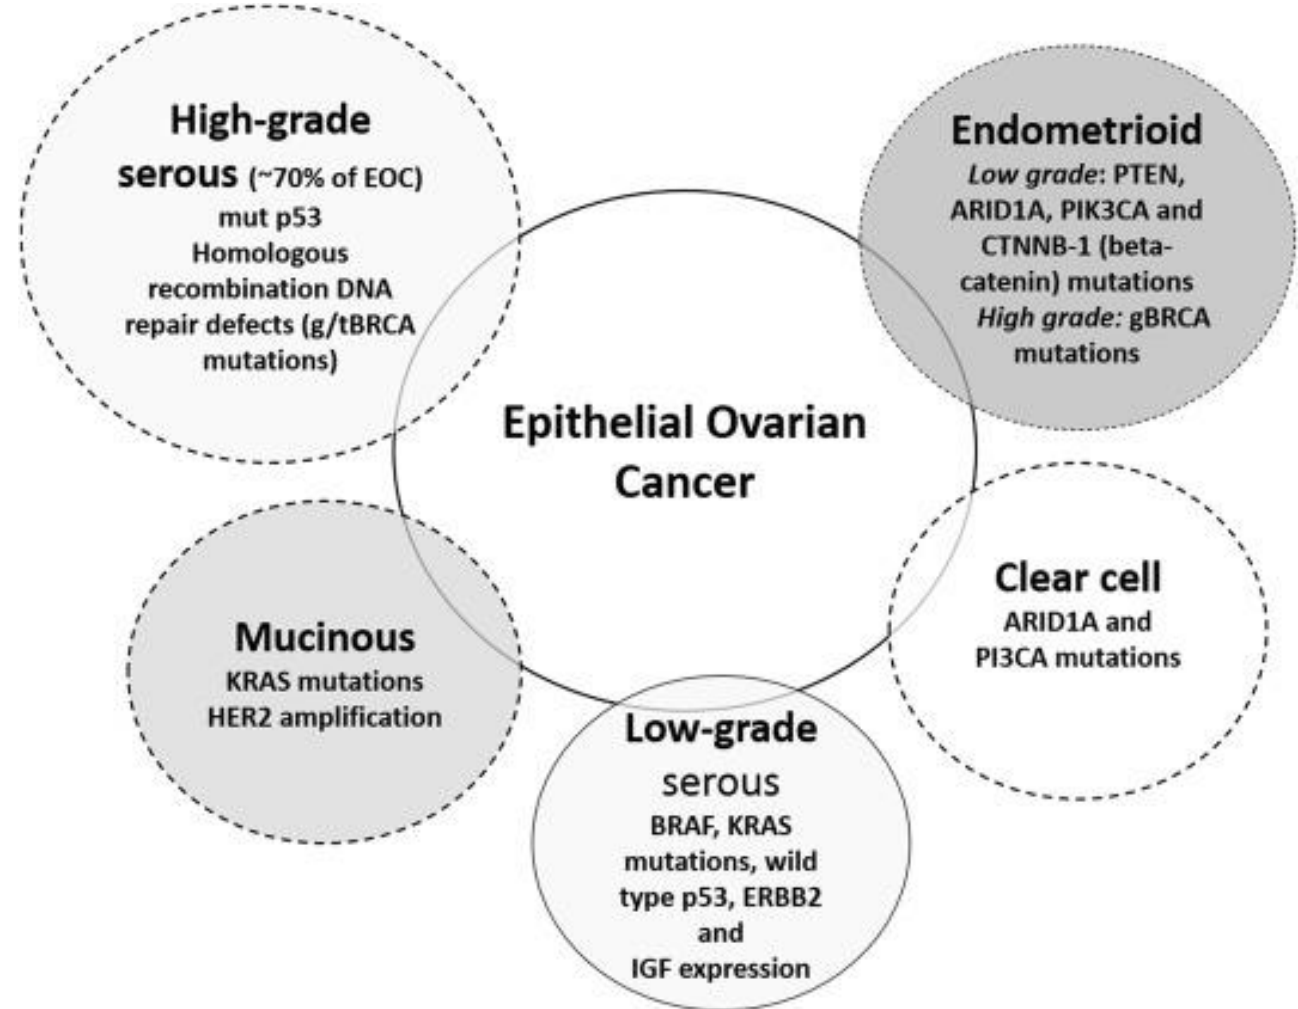 High-grade
serous (~70% of EOC)
mut p53
Homologous
recombination DNA
repair defects (g/tBRCA
mutations)
Endometrioid
Low grade: PTEN,
ARID1A, PIK3CA and
CTNNB-1 (beta-
catenin) mutations
High grade: gBRCA
mutations
Epithelial Ovarian
Cancer
Clear cell
ARID1A and
PI3CA mutations
Mucinous
KRAS mutations
HER2 amplification
Low-grade
serous
BRAF, KRAS
mutations, wild
type p53, ERBB2
and
IGF expression